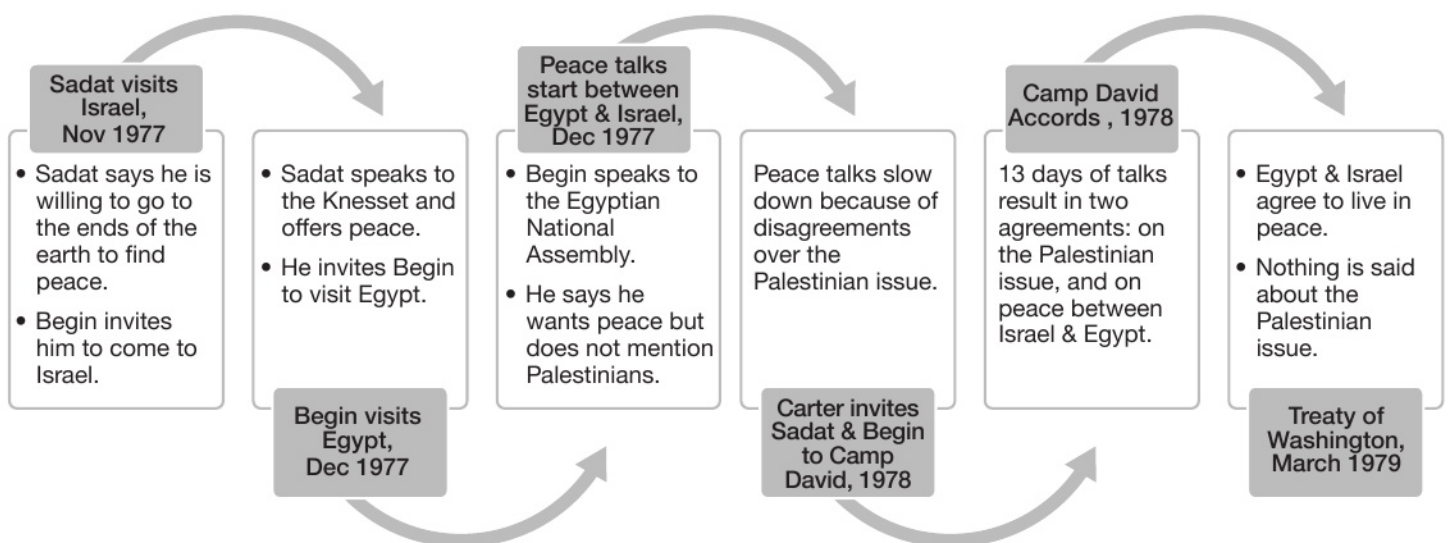 Sadat visits
Israel,
Nov 1977
• Sadat says he is
willing to go to
the ends of the
earth to find
peace.
• Begin invites
him to come to
Israel.
• Sadat speaks to
the Knesset and
offers peace.
• He invites Begin
to visit Egypt.
Begin visits
Egypt,
Dec 1977
Peace talks
start between
Egypt & Israel,
Dec 1977
• Begin speaks to
the Egyptian
National
Assembly.
• He says he
wants peace but
does not mention
Palestinians.
Peace talks slow
down because of
disagreements
over the
Palestinian issue.
Carter invites
Sadat & Begin
to Camp
David, 1978
Camp David
Accords , 1978
13 days of talks
result in two
agreements: on
the Palestinian
issue, and on
peace between
Israel & Egypt.
• Egypt & Israel
agree to live in
peace.
• Nothing is said
about the
Palestinian
issue.
Treaty of
Washington,
March 1979